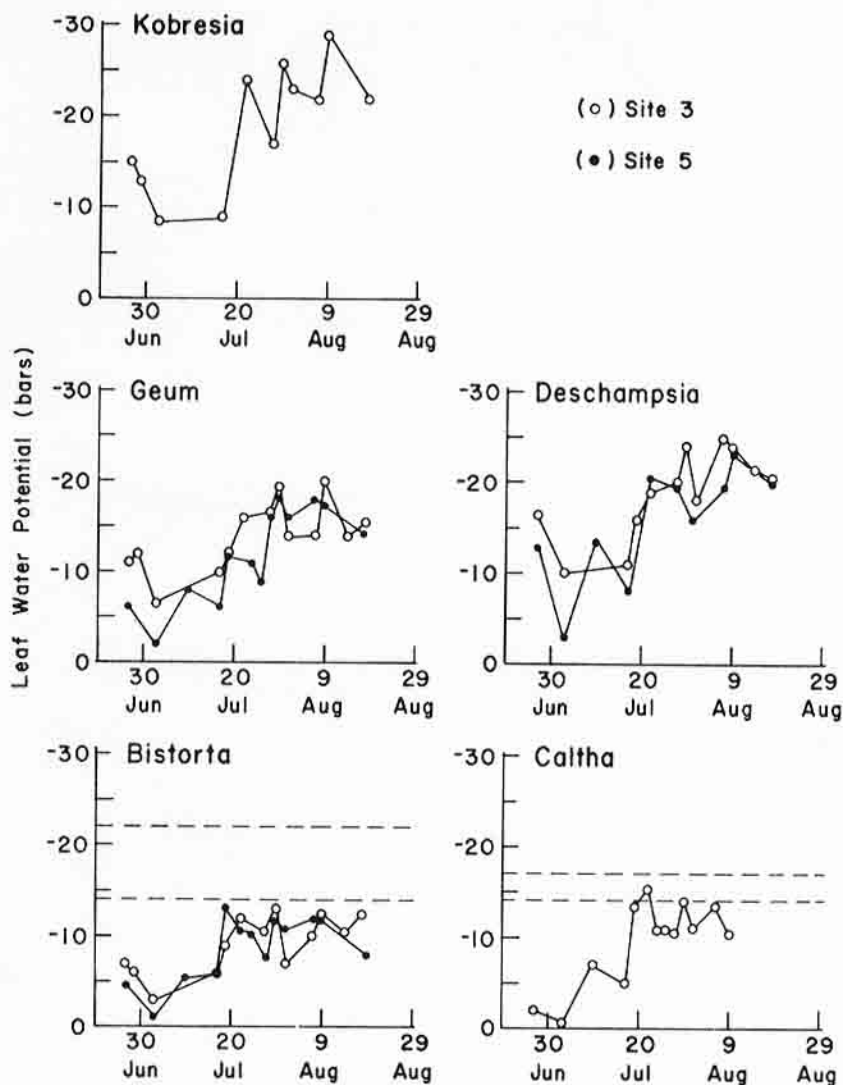 Kobresia
-30
-20
-10
0
30 20 9 29
Jun Jul Aug Aug
(○) Site 3
(●) Site 5
Leaf Water Potential (bars)
Geum
-30
-20
-10
0
30 20 9 29
Jun Jul Aug Aug
Deschampsia
-30
-20
-10
0
30 20 9 29
Jun Jul Aug Aug
Bistorta
-30
-20
-10
0
30 20 9 29
Jun Jul Aug Aug
Caltha
-30
-20
-10
0
30 20 9 29
Jun Jul Aug Aug